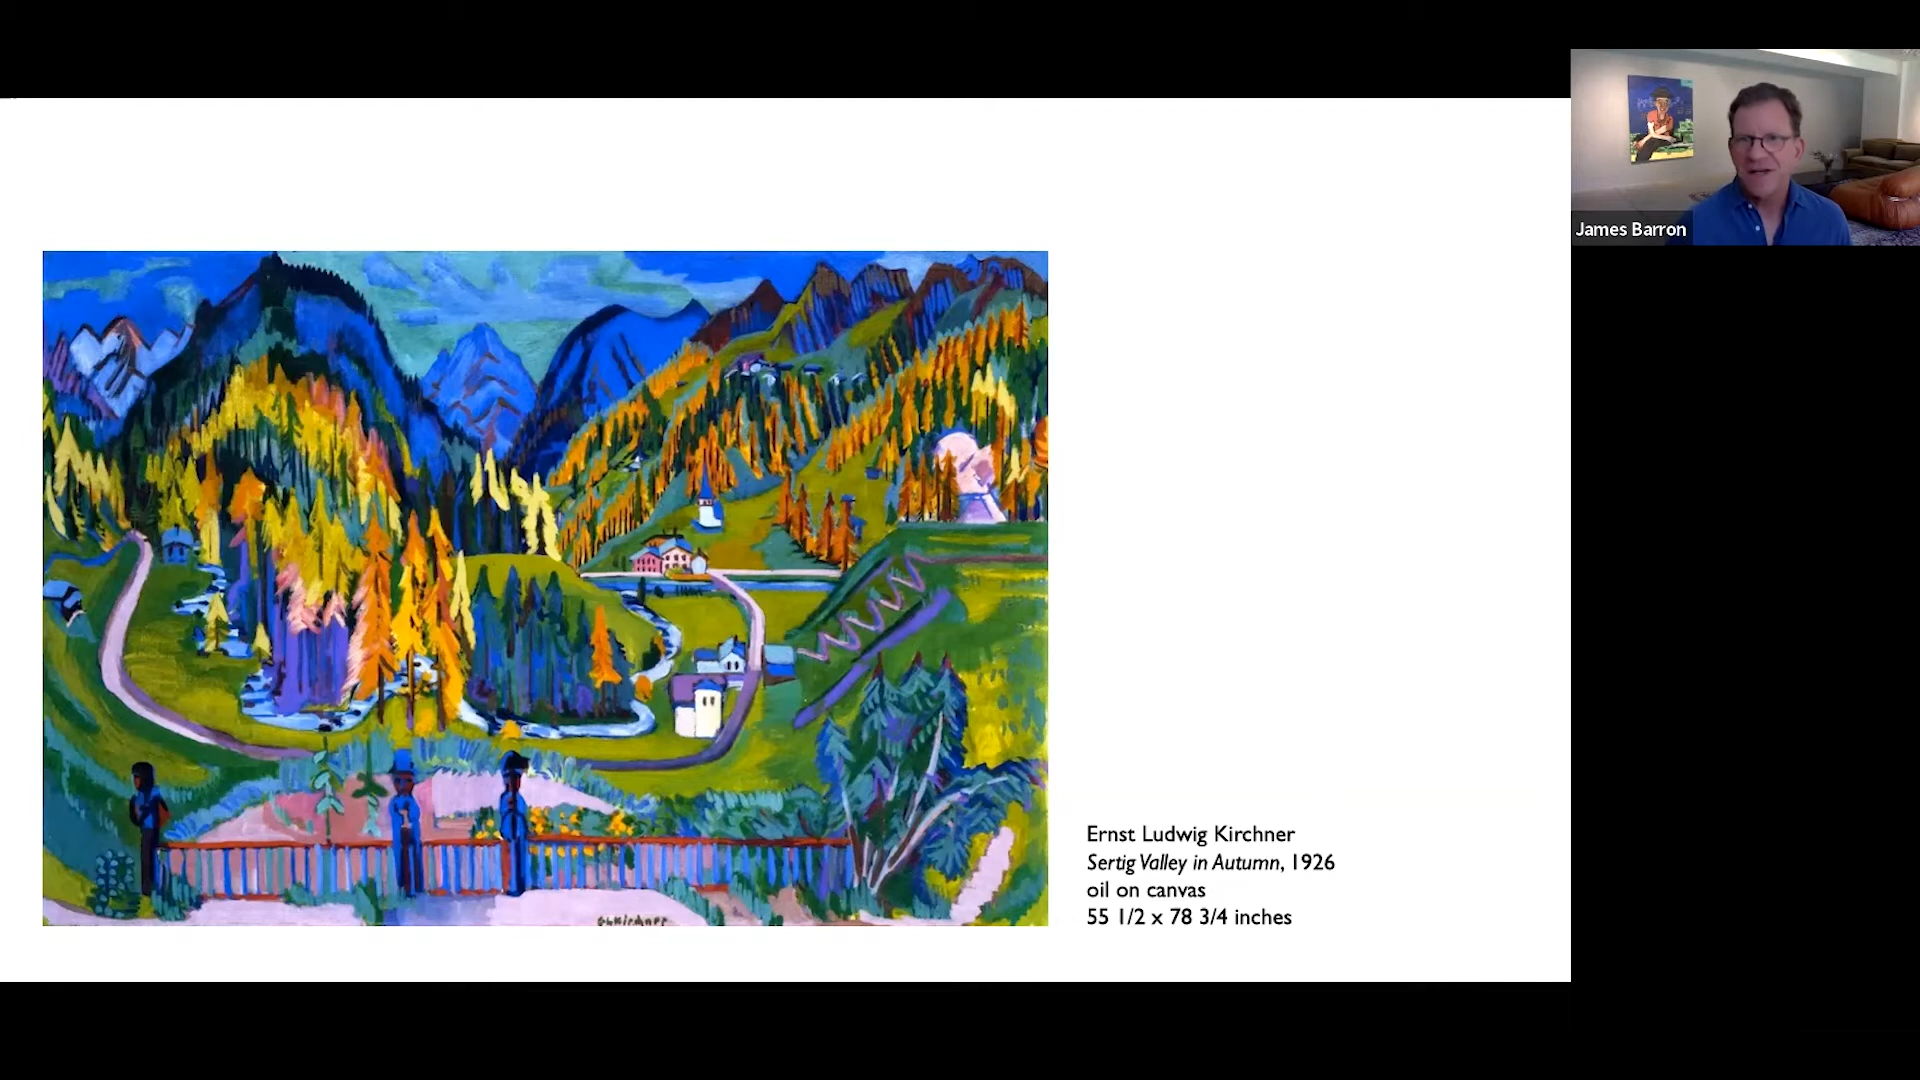 James Barron
Ernst Ludwig Kirchner
Sertig Valley in Autumn, 1926
oil on canvas
55 1/2 x 78 3/4 inches